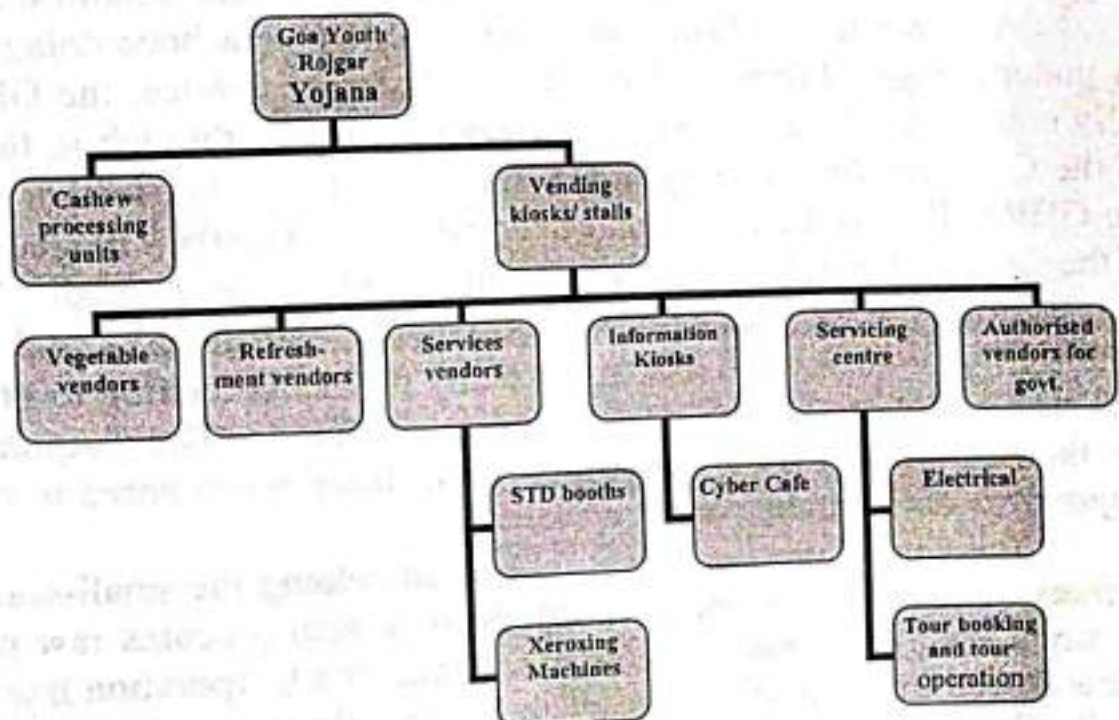 Goa Youth
Rojgar
Yojana
Cashew
processing
units
Vending
kiosks/ stalls
Vegetable
vendors
Refresh-
ment vendors
Services
vendors
Information
Kiosks
Servicing
centre
Authorised
vendors for
govt.
STD booths
Cyber Cafe
Electrical
Xeroxing
Machines
Tour booking
and tour
operation